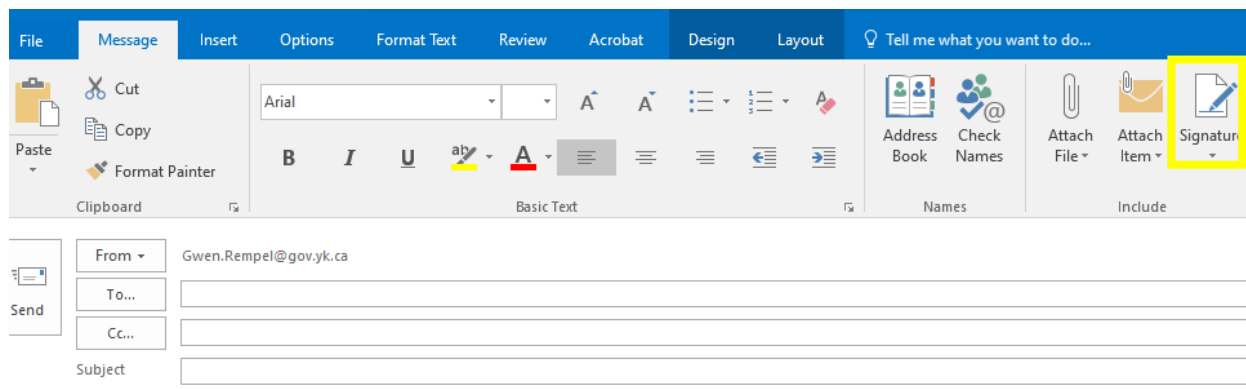 File Message Insert Options Format Text Review Acrobat Design Layout Tell me what you want to do...
Paste
Cut
Copy
Format Painter
Clipboard
Arial
B I U ab A
Basic Text
Address Book
Check Names
Names
Attach File
Attach Item
Signature
Include
Send
From Gwen.Rempel@gov.yk.ca
To...
Cc...
Subject